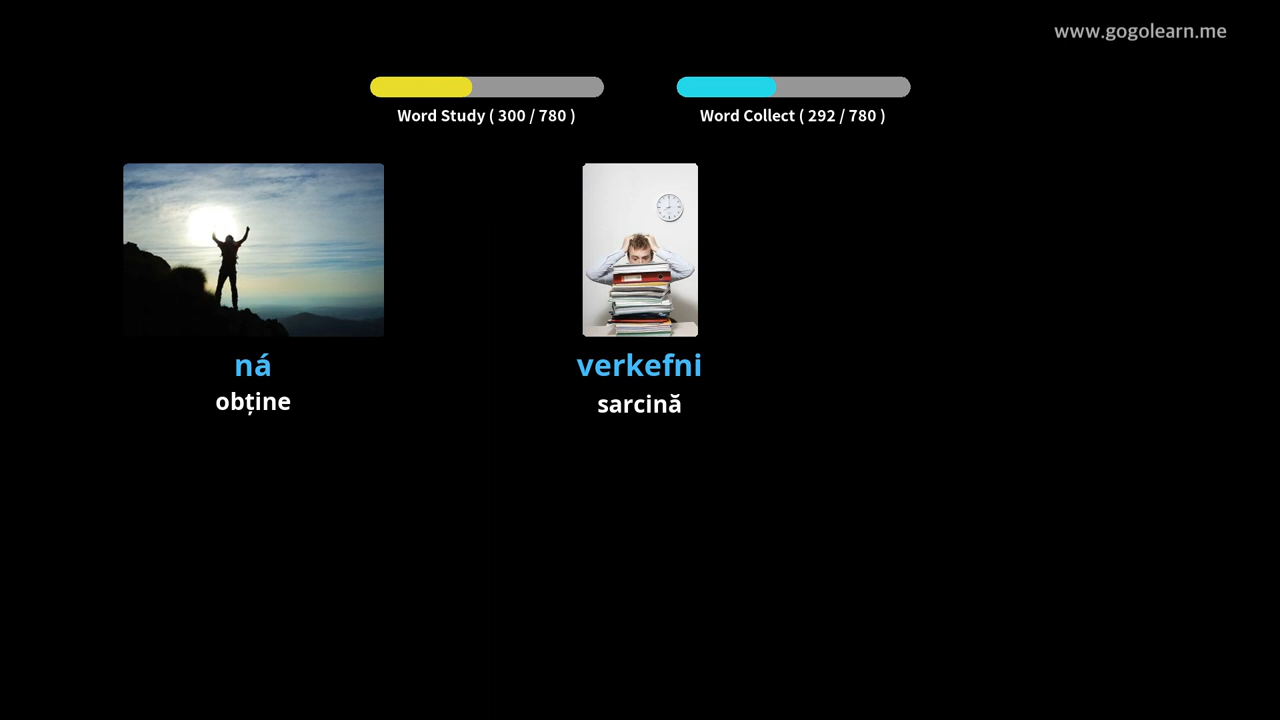 www.gogolearn.me
Word Study ( 300 / 780 )
Word Collect ( 292 / 780 )
ná
verkefni
obține
sarcină